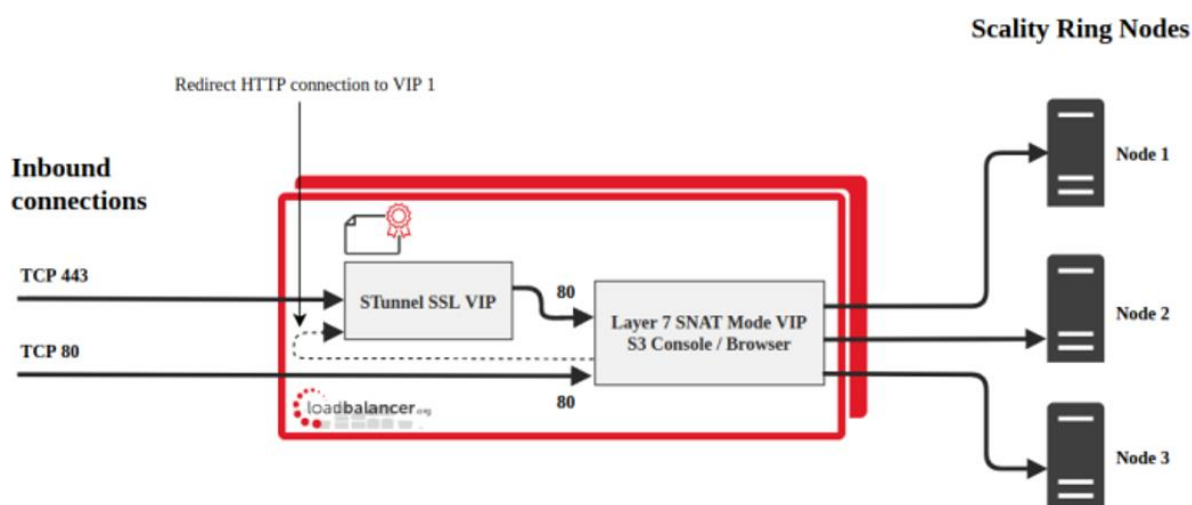 Scality Ring Nodes
Redirect HTTP connection to VIP 1
Node 1
Inbound
connections
TCP 443
STunnel SSL VIP
80
Layer 7 SNAT Mode VIP
S3 Console / Browser
Node 2
TCP 80
80
loadbalancer.org
Node 3